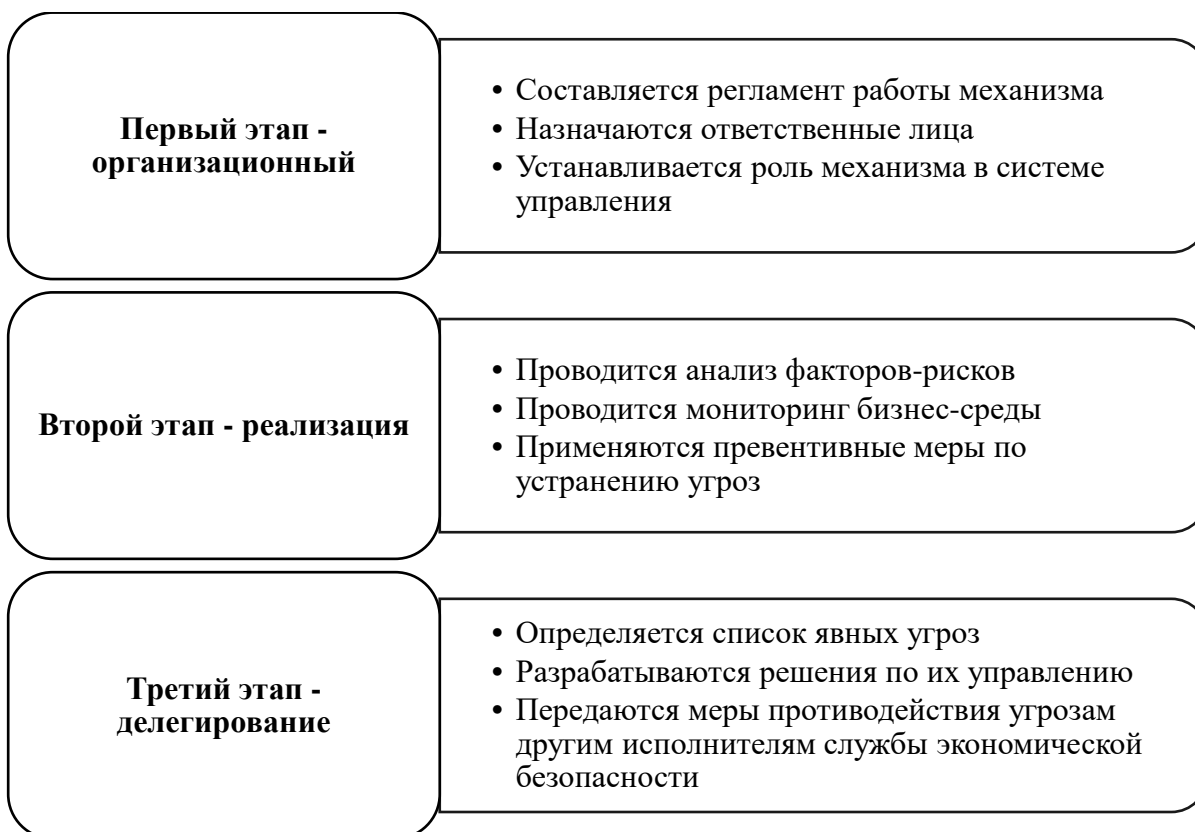 Первый этап -
организационный
• Составляется регламент работы механизма
• Назначаются ответственные лица
• Устанавливается роль механизма в системе
управления
Второй этап - реализация
• Проводится анализ факторов-рисков
• Проводится мониторинг бизнес-среды
• Применяются превентивные меры по
устранению угроз
Третий этап -
делегирование
• Определяется список явных угроз
• Разрабатываются решения по их управлению
• Передаются меры противодействия угрозам
другим исполнителям службы экономической
безопасности